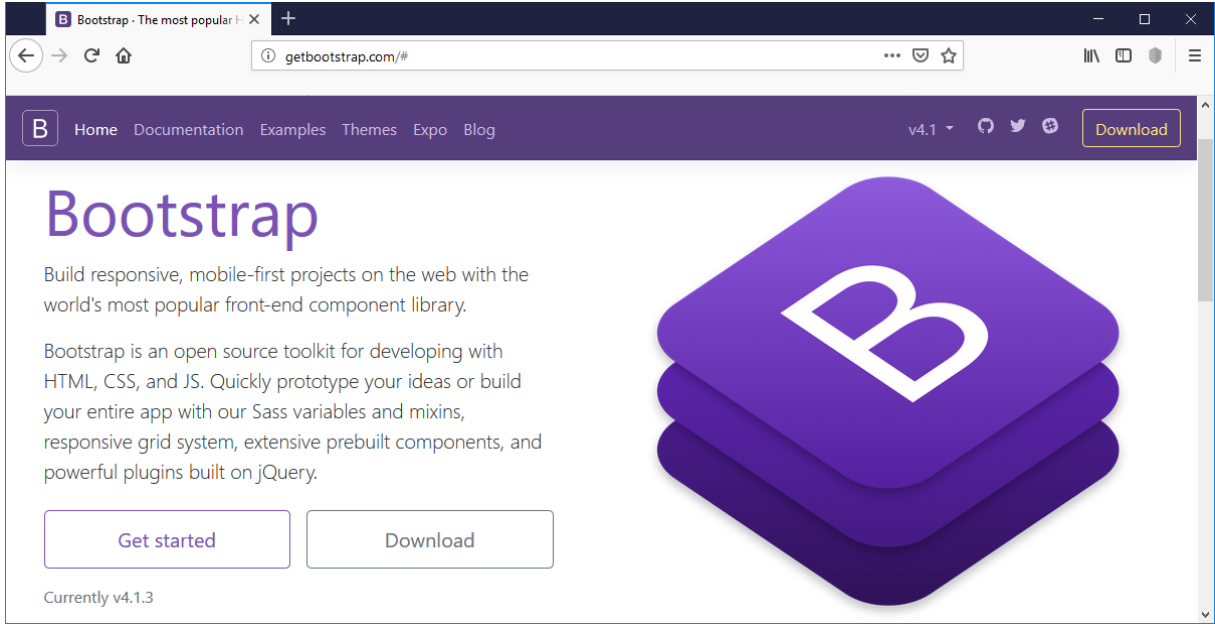 B Bootstrap · The most popular H
getbootstrap.com/#
B Home Documentation Examples Themes Expo Blog v4.1 Download
Bootstrap
Build responsive, mobile-first projects on the web with the
world's most popular front-end component library.
Bootstrap is an open source toolkit for developing with
HTML, CSS, and JS. Quickly prototype your ideas or build
your entire app with our Sass variables and mixins,
responsive grid system, extensive prebuilt components, and
powerful plugins built on jQuery.
Get started Download
Currently v4.1.3
B